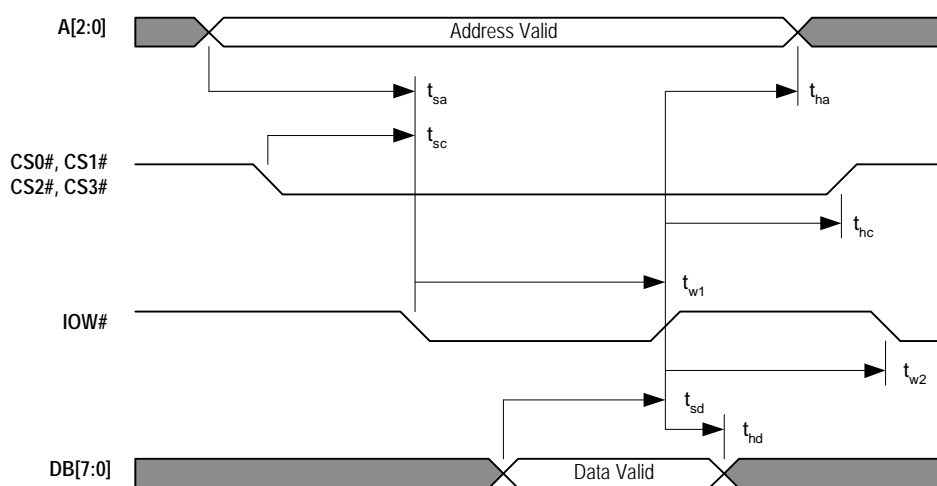 A[2:0]
Address Valid
tsa
tha
tsc
CS0#, CS1#
CS2#, CS3#
thc
tw1
IOW#
tw2
tsd
thd
DB[7:0]
Data Valid